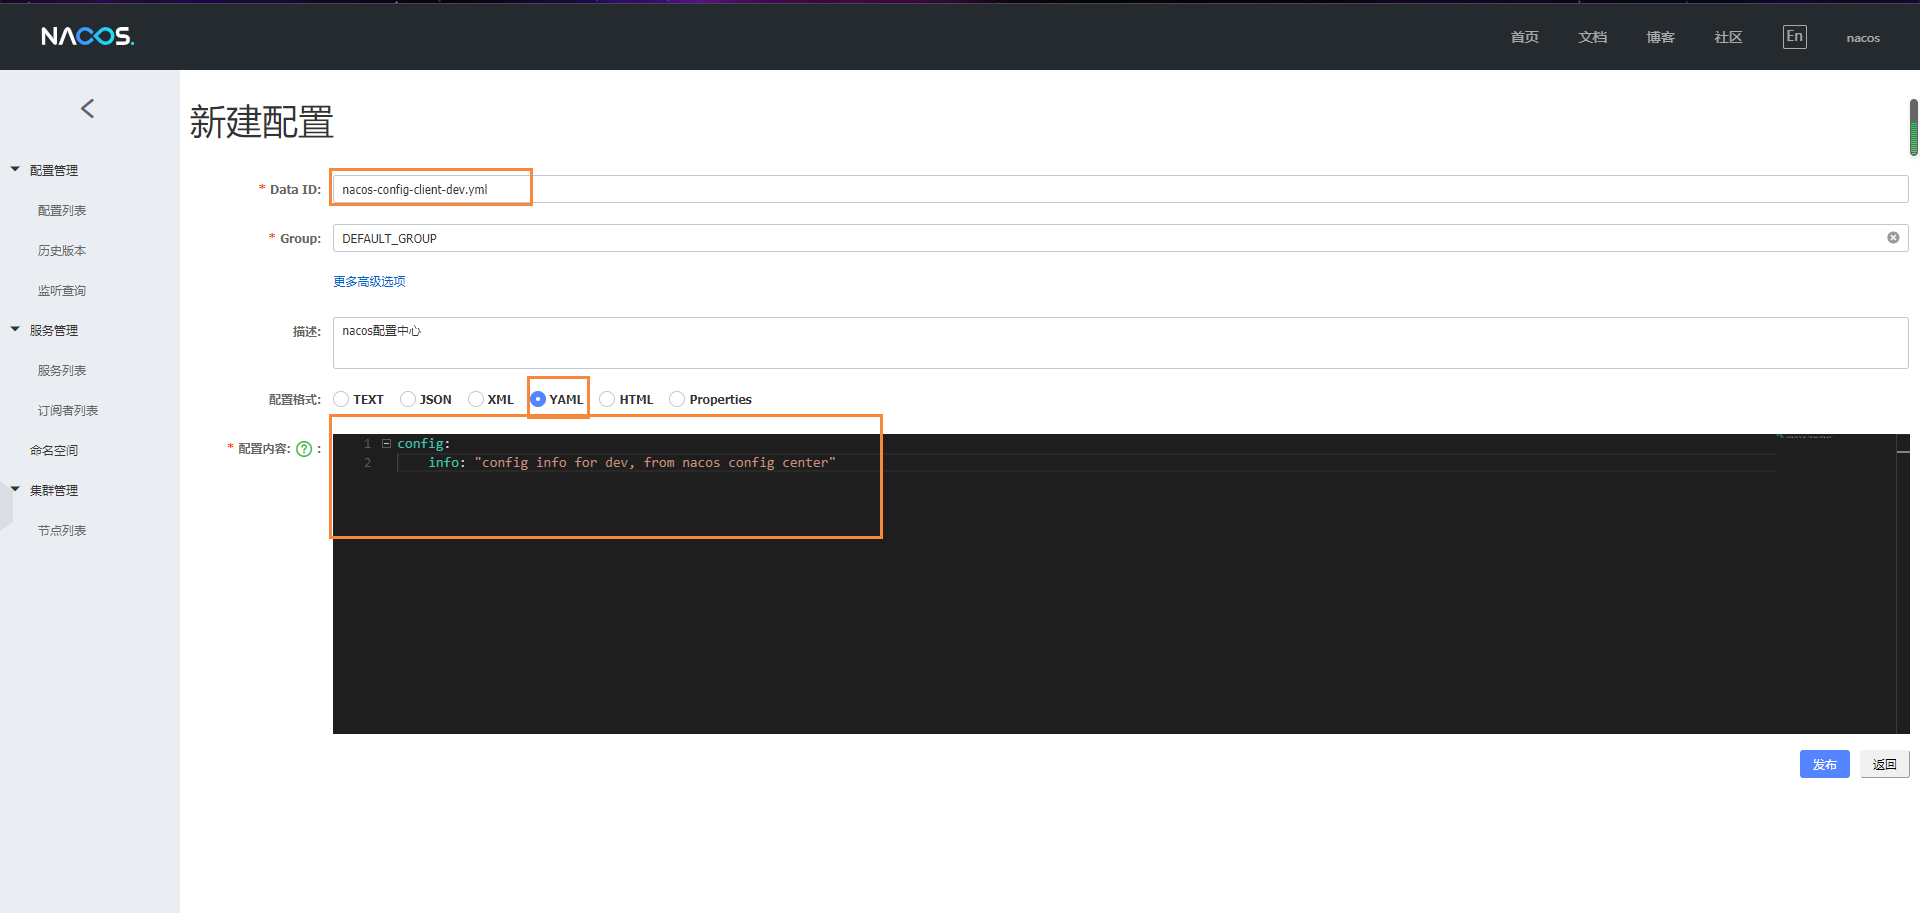 NACOS.
首页 文档 博客 社区 En nacos
新建配置
配置管理
配置列表
历史版本
监听查询
服务管理
服务列表
订阅者列表
命名空间
集群管理
节点列表
* Data ID: nacos-config-client-dev.yml
* Group: DEFAULT_GROUP
更多高级选项
描述: nacos配置中心
配置格式: TEXT JSON XML YAML HTML Properties
* 配置内容: ? :
1 config:
2 info: "config info for dev, from nacos config center"
发布 返回